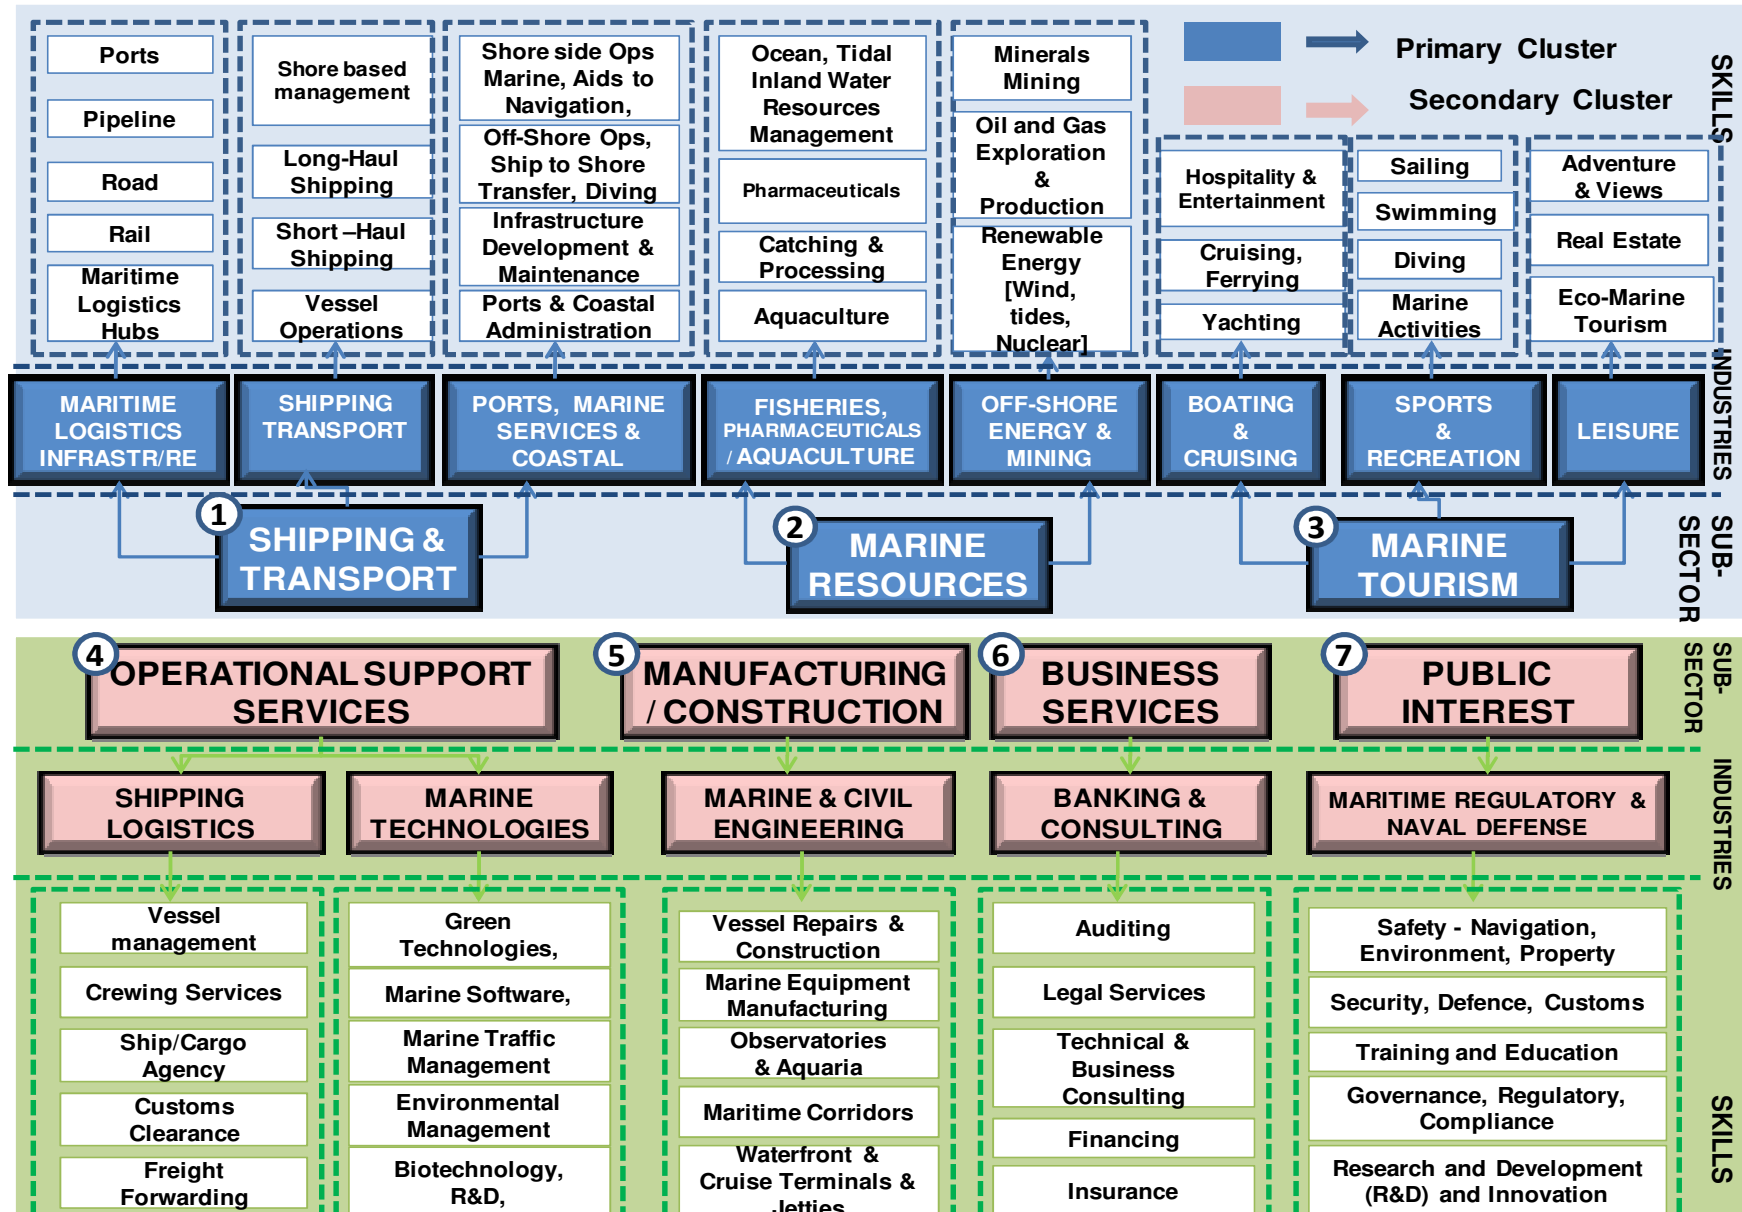 Primary Cluster
Secondary Cluster
SKILLS
Ports
Pipeline
Road
Rail
Maritime
Logistics
Hubs
Shore based
management
Long-Haul
Shipping
Short –Haul
Shipping
Vessel
Operations
Shore side Ops
Marine, Aids to
Navigation,
Off-Shore Ops,
Ship to Shore
Transfer, Diving
Infrastructure
Development &
Maintenance
Ports & Coastal
Administration
Ocean, Tidal
Inland Water
Resources
Management
Pharmaceuticals
Catching &
Processing
Aquaculture
Minerals
Mining
Oil and Gas
Exploration
&
Production
Renewable
Energy
[Wind,
tides,
Nuclear]
Hospitality &
Entertainment
Cruising,
Ferrying
Yachting
Sailing
Swimming
Diving
Marine
Activities
Adventure
& Views
Real Estate
Eco-Marine
Tourism
INDUSTRIES
MARITIME
LOGISTICS
INFRASTR/RE
SHIPPING
TRANSPORT
PORTS, MARINE
SERVICES &
COASTAL
FISHERIES,
PHARMACEUTICALS
/ AQUACULTURE
OFF-SHORE
ENERGY &
MINING
BOATING
&
CRUISING
SPORTS
&
RECREATION
LEISURE
SUB-
SECTOR
1
SHIPPING &
TRANSPORT
2
MARINE
RESOURCES
3
MARINE
TOURISM
SUB-
SECTOR
4
OPERATIONAL SUPPORT
SERVICES
5
MANUFACTURING
/ CONSTRUCTION
6
BUSINESS
SERVICES
7
PUBLIC
INTEREST
INDUSTRIES
SHIPPING
LOGISTICS
MARINE
TECHNOLOGIES
MARINE & CIVIL
ENGINEERING
BANKING &
CONSULTING
MARITIME REGULATORY &
NAVAL DEFENSE
SKILLS
Vessel
management
Crewing Services
Ship/Cargo
Agency
Customs
Clearance
Freight
Forwarding
Green
Technologies,
Marine Software,
Marine Traffic
Management
Environmental
Management
Biotechnology,
R&D,
Vessel Repairs &
Construction
Marine Equipment
Manufacturing
Observatories
& Aquaria
Maritime Corridors
Waterfront &
Cruise Terminals &
Jetties
Auditing
Legal Services
Technical &
Business
Consulting
Financing
Insurance
Safety - Navigation,
Environment, Property
Security, Defence, Customs
Training and Education
Governance, Regulatory,
Compliance
Research and Development
(R&D) and Innovation